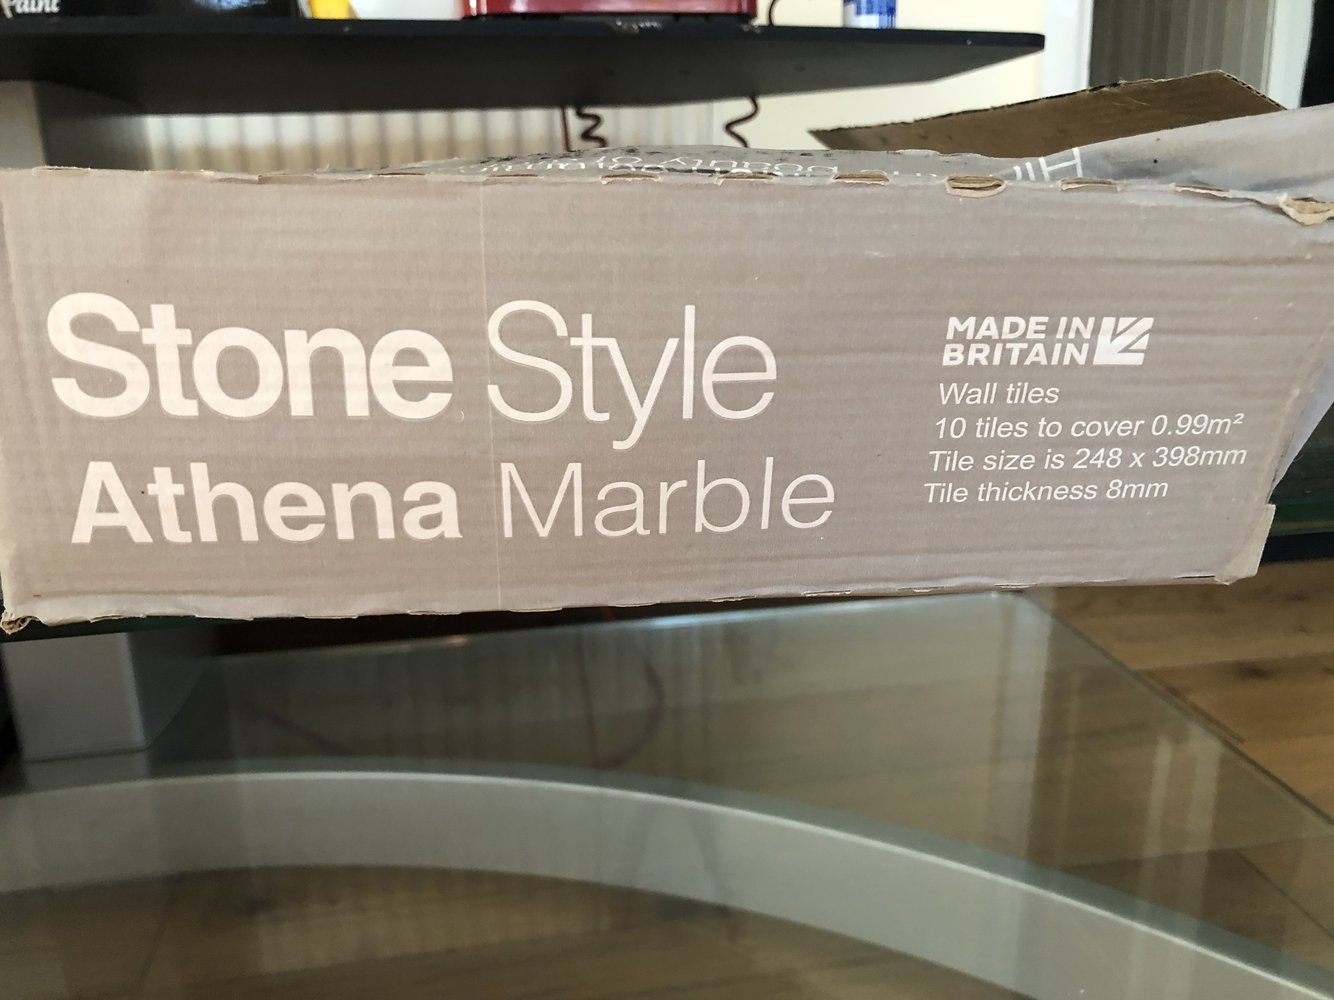 Paint
Stone Style
Athena Marble
MADE IN
BRITAIN
Wall tiles
10 tiles to cover 0.99m²
Tile size is 248 x 398mm
Tile thickness 8mm